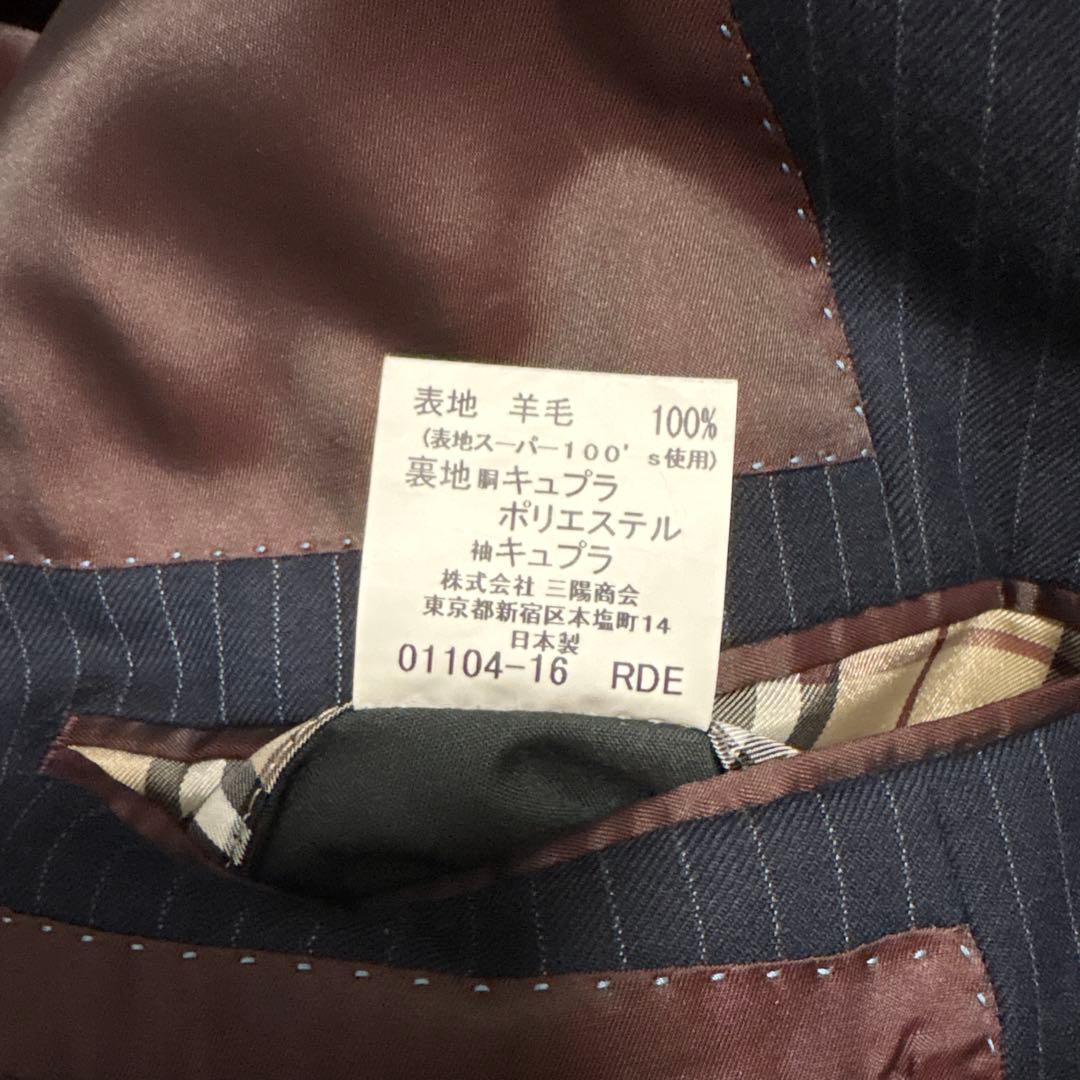 表地 羊毛 100%
(表地スーパー100's使用)
裏地 胴キュプラ
ポリエステル
袖キュプラ
株式会社 三陽商会
東京都新宿区本塩町14
日本製
01104-16 RDE